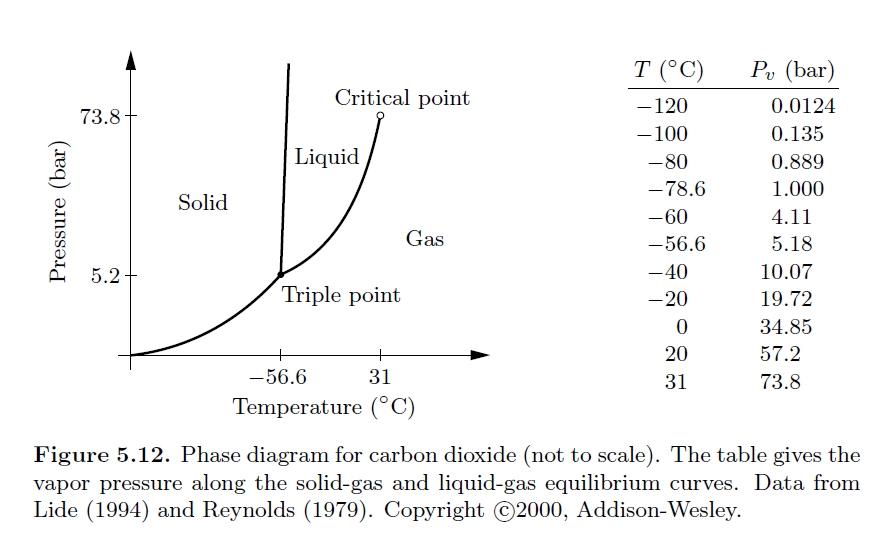 Pressure (bar)
73.8
5.2
Critical point
Liquid
Solid
Gas
Triple point
−56.6 31
Temperature (°C)
T (°C) Pv (bar)
−120 0.0124
−100 0.135
−80 0.889
−78.6 1.000
−60 4.11
−56.6 5.18
−40 10.07
−20 19.72
0 34.85
20 57.2
31 73.8
Figure 5.12. Phase diagram for carbon dioxide (not to scale). The table gives the
vapor pressure along the solid-gas and liquid-gas equilibrium curves. Data from
Lide (1994) and Reynolds (1979). Copyright ©2000, Addison-Wesley.